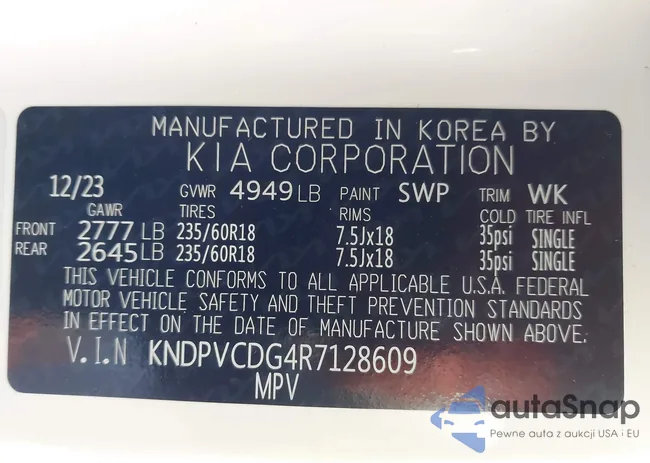 MANUFACTURED IN KOREA BY
KIA CORPORATION
12/23 GVWR 4949 LB PAINT SWP TRIM WK
GAWR TIRES RIMS COLD TIRE INFL
FRONT 2777 LB 235/60R18 7.5Jx18 35psi SINGLE
REAR 2645 LB 235/60R18 7.5Jx18 35psi SINGLE
THIS VEHICLE CONFORMS TO ALL APPLICABLE U.S.A. FEDERAL
MOTOR VEHICLE SAFETY AND THEFT PREVENTION STANDARDS
IN EFFECT ON THE DATE OF MANUFACTURE SHOWN ABOVE.
V.I.N KNDPVCDG4R7128609
MPV
autaSnap
Pewne auta z aukcji USA i EU